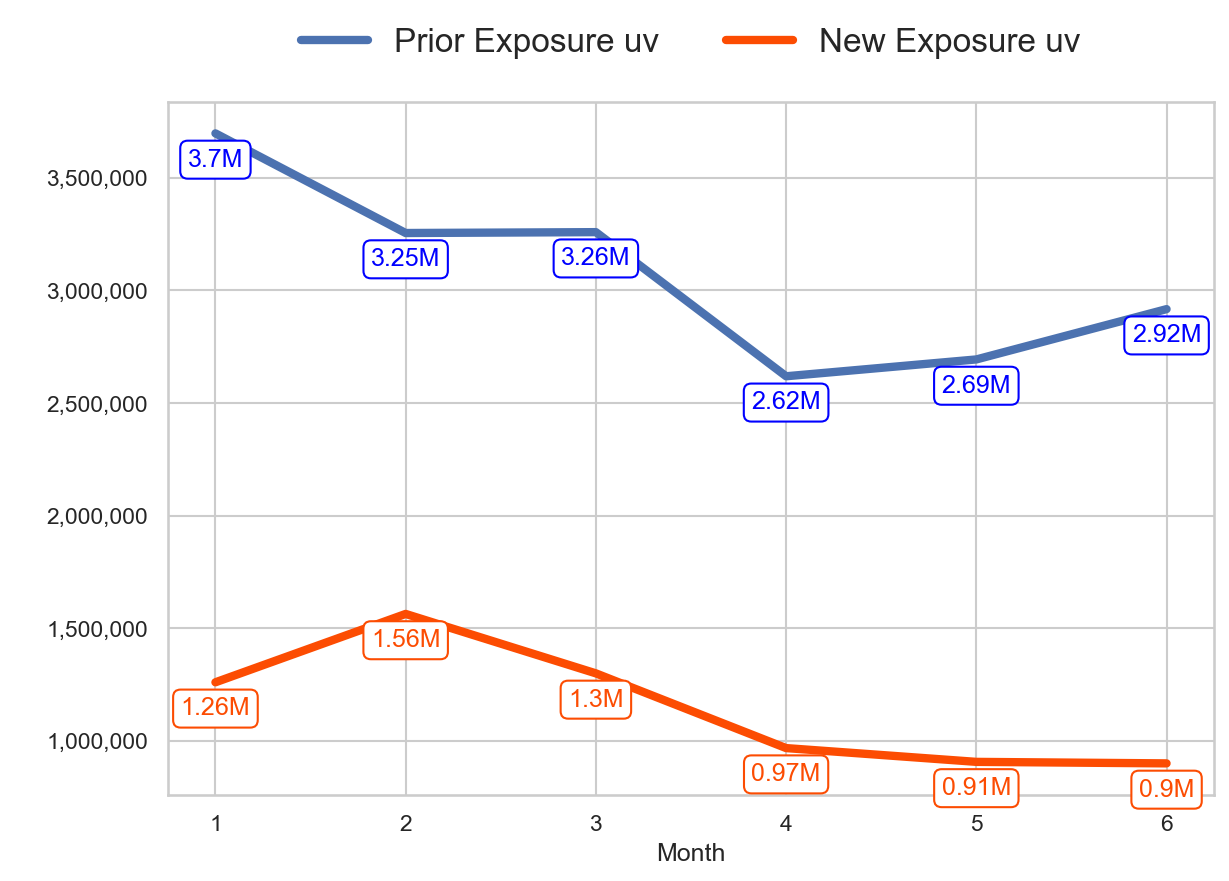 Prior Exposure uv New Exposure uv
3.7M
3,500,000
3.25M 3.26M
3,000,000
2.92M
2.69M
2.62M
2,500,000
2,000,000
1,500,000
1.56M
1.26M 1.3M
1,000,000
0.97M 0.91M 0.9M
1 2 3 4 5 6
Month